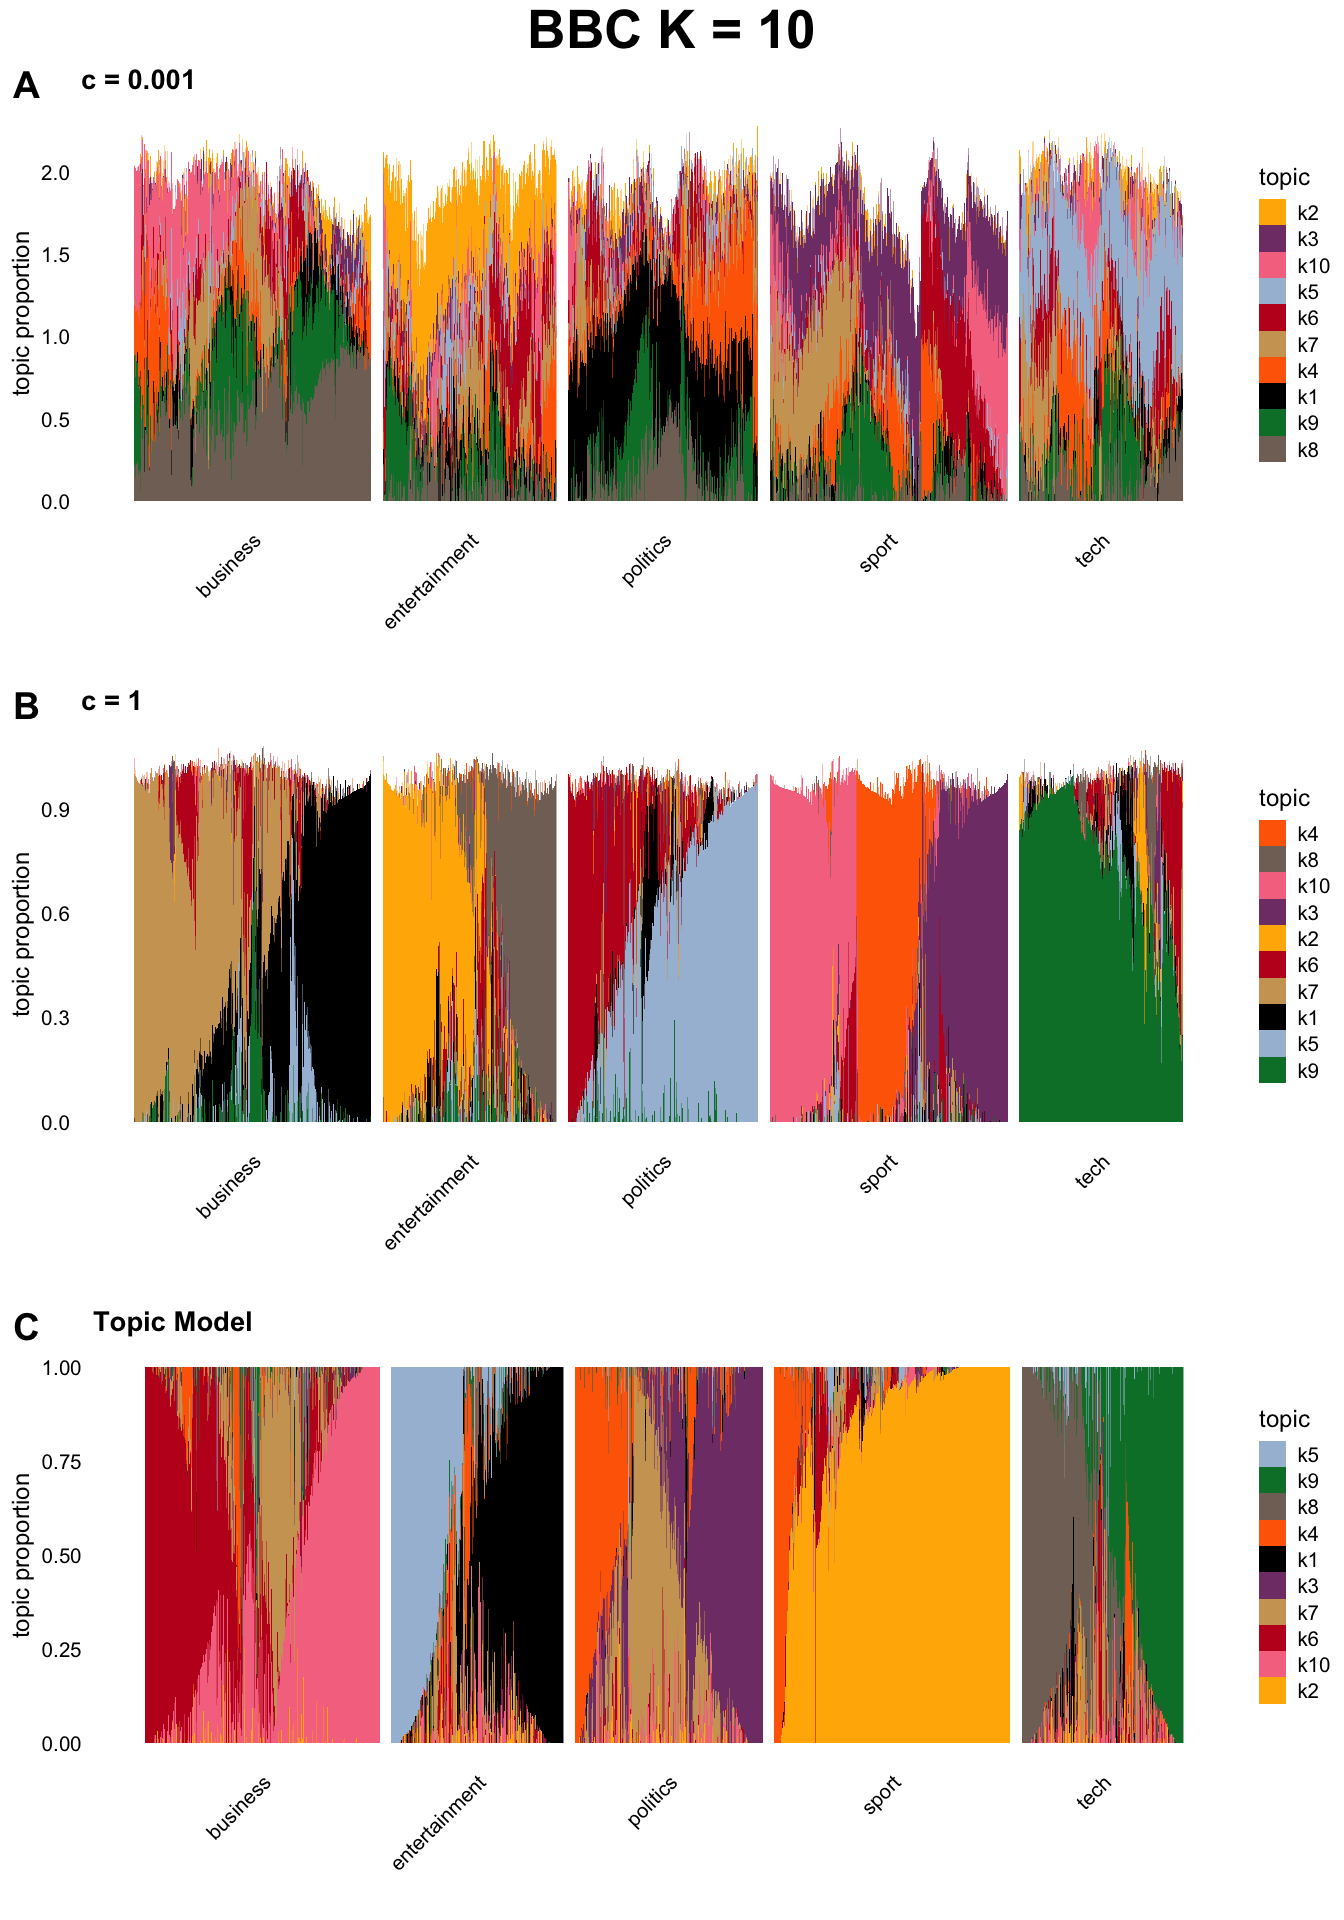 BBC K = 10
A
c = 0.001
topic proportion
2.0
1.5
1.0
0.5
0.0
business
entertainment
politics
sport
tech
topic
k2
k3
k10
k5
k6
k7
k4
k1
k9
k8
B
c = 1
topic proportion
0.9
0.6
0.3
0.0
business
entertainment
politics
sport
tech
topic
k4
k8
k10
k3
k2
k6
k7
k1
k5
k9
C
Topic Model
topic proportion
1.00
0.75
0.50
0.25
0.00
business
entertainment
politics
sport
tech
topic
k5
k9
k8
k4
k1
k3
k7
k6
k10
k2